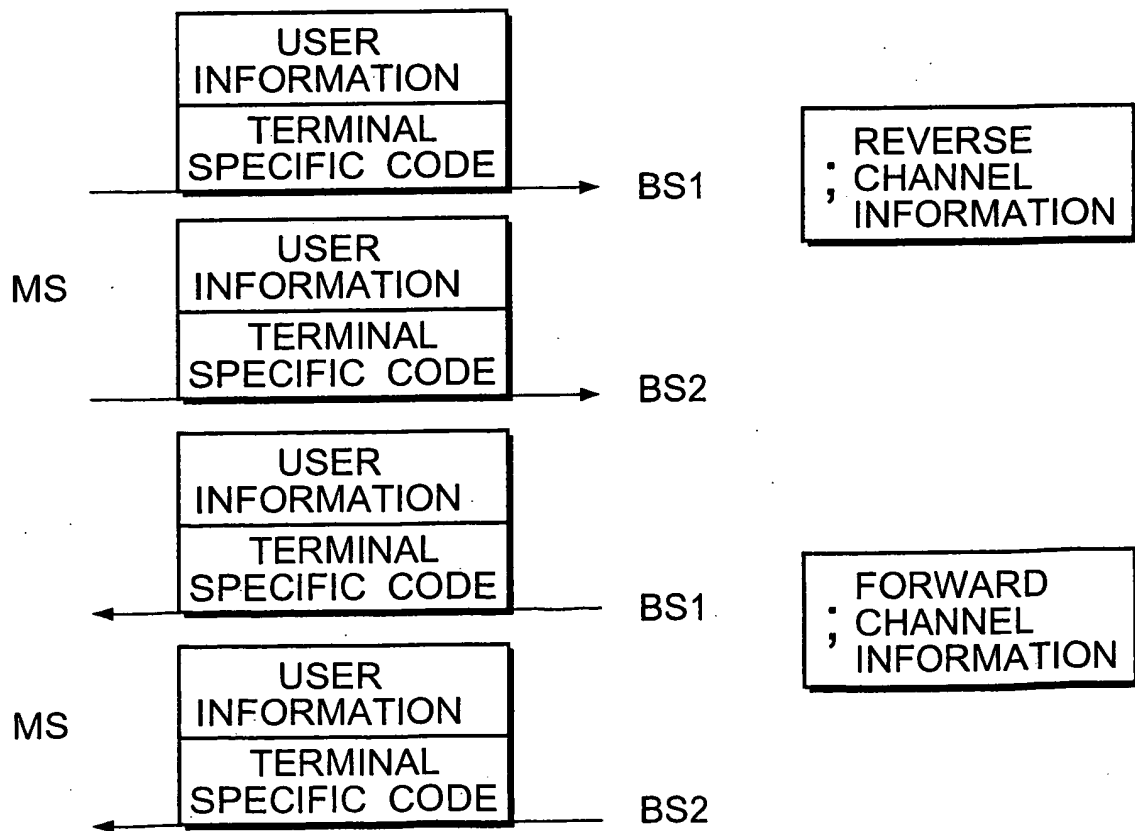 USER
INFORMATION
TERMINAL
SPECIFIC CODE
BS1
; REVERSE
CHANNEL
INFORMATION
MS
USER
INFORMATION
TERMINAL
SPECIFIC CODE
BS2
USER
INFORMATION
TERMINAL
SPECIFIC CODE
BS1
; FORWARD
CHANNEL
INFORMATION
MS
USER
INFORMATION
TERMINAL
SPECIFIC CODE
BS2